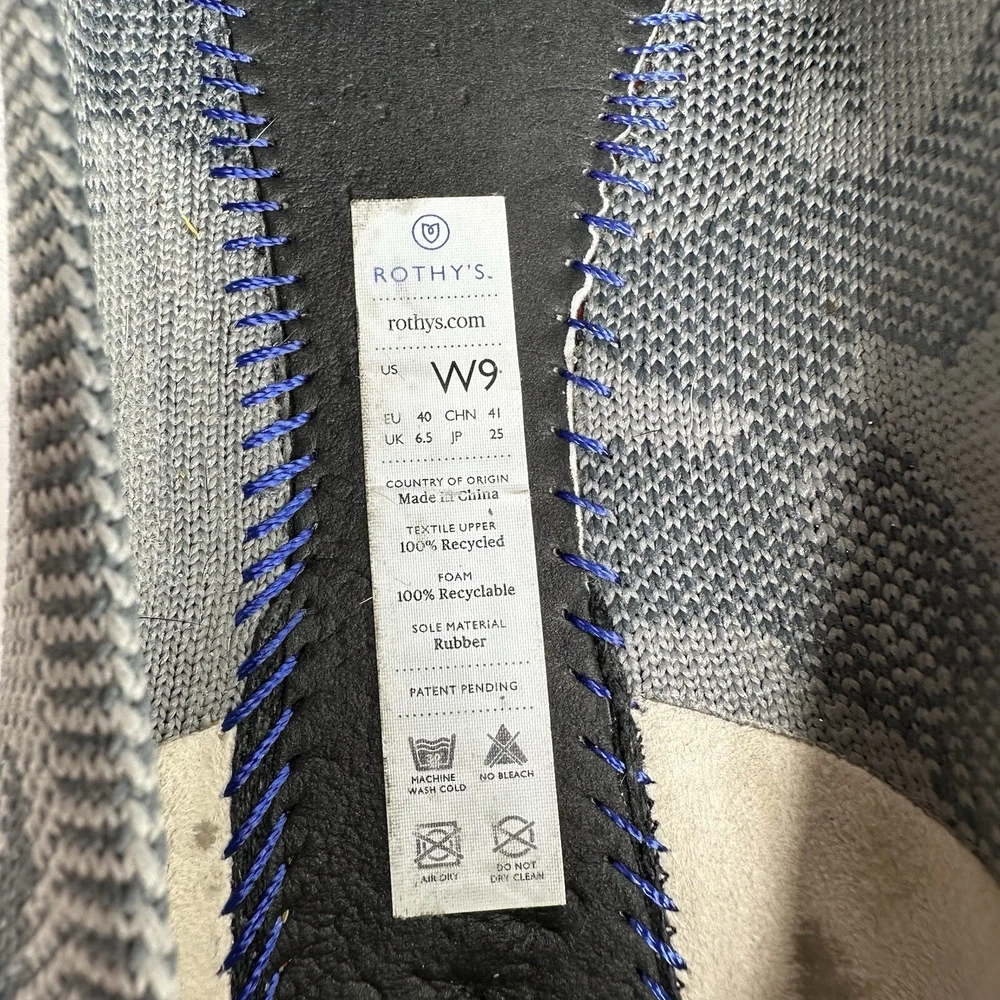 ROTHY'S™
rothys.com
US W9
EU 40 CHN 41
UK 6.5 JP 25
COUNTRY OF ORIGIN
Made in China
TEXTILE UPPER
100% Recycled
FOAM
100% Recyclable
SOLE MATERIAL
Rubber
PATENT PENDING
MACHINE
WASH COLD
NO BLEACH
AIR DRY
DO NOT
DRY CLEAN